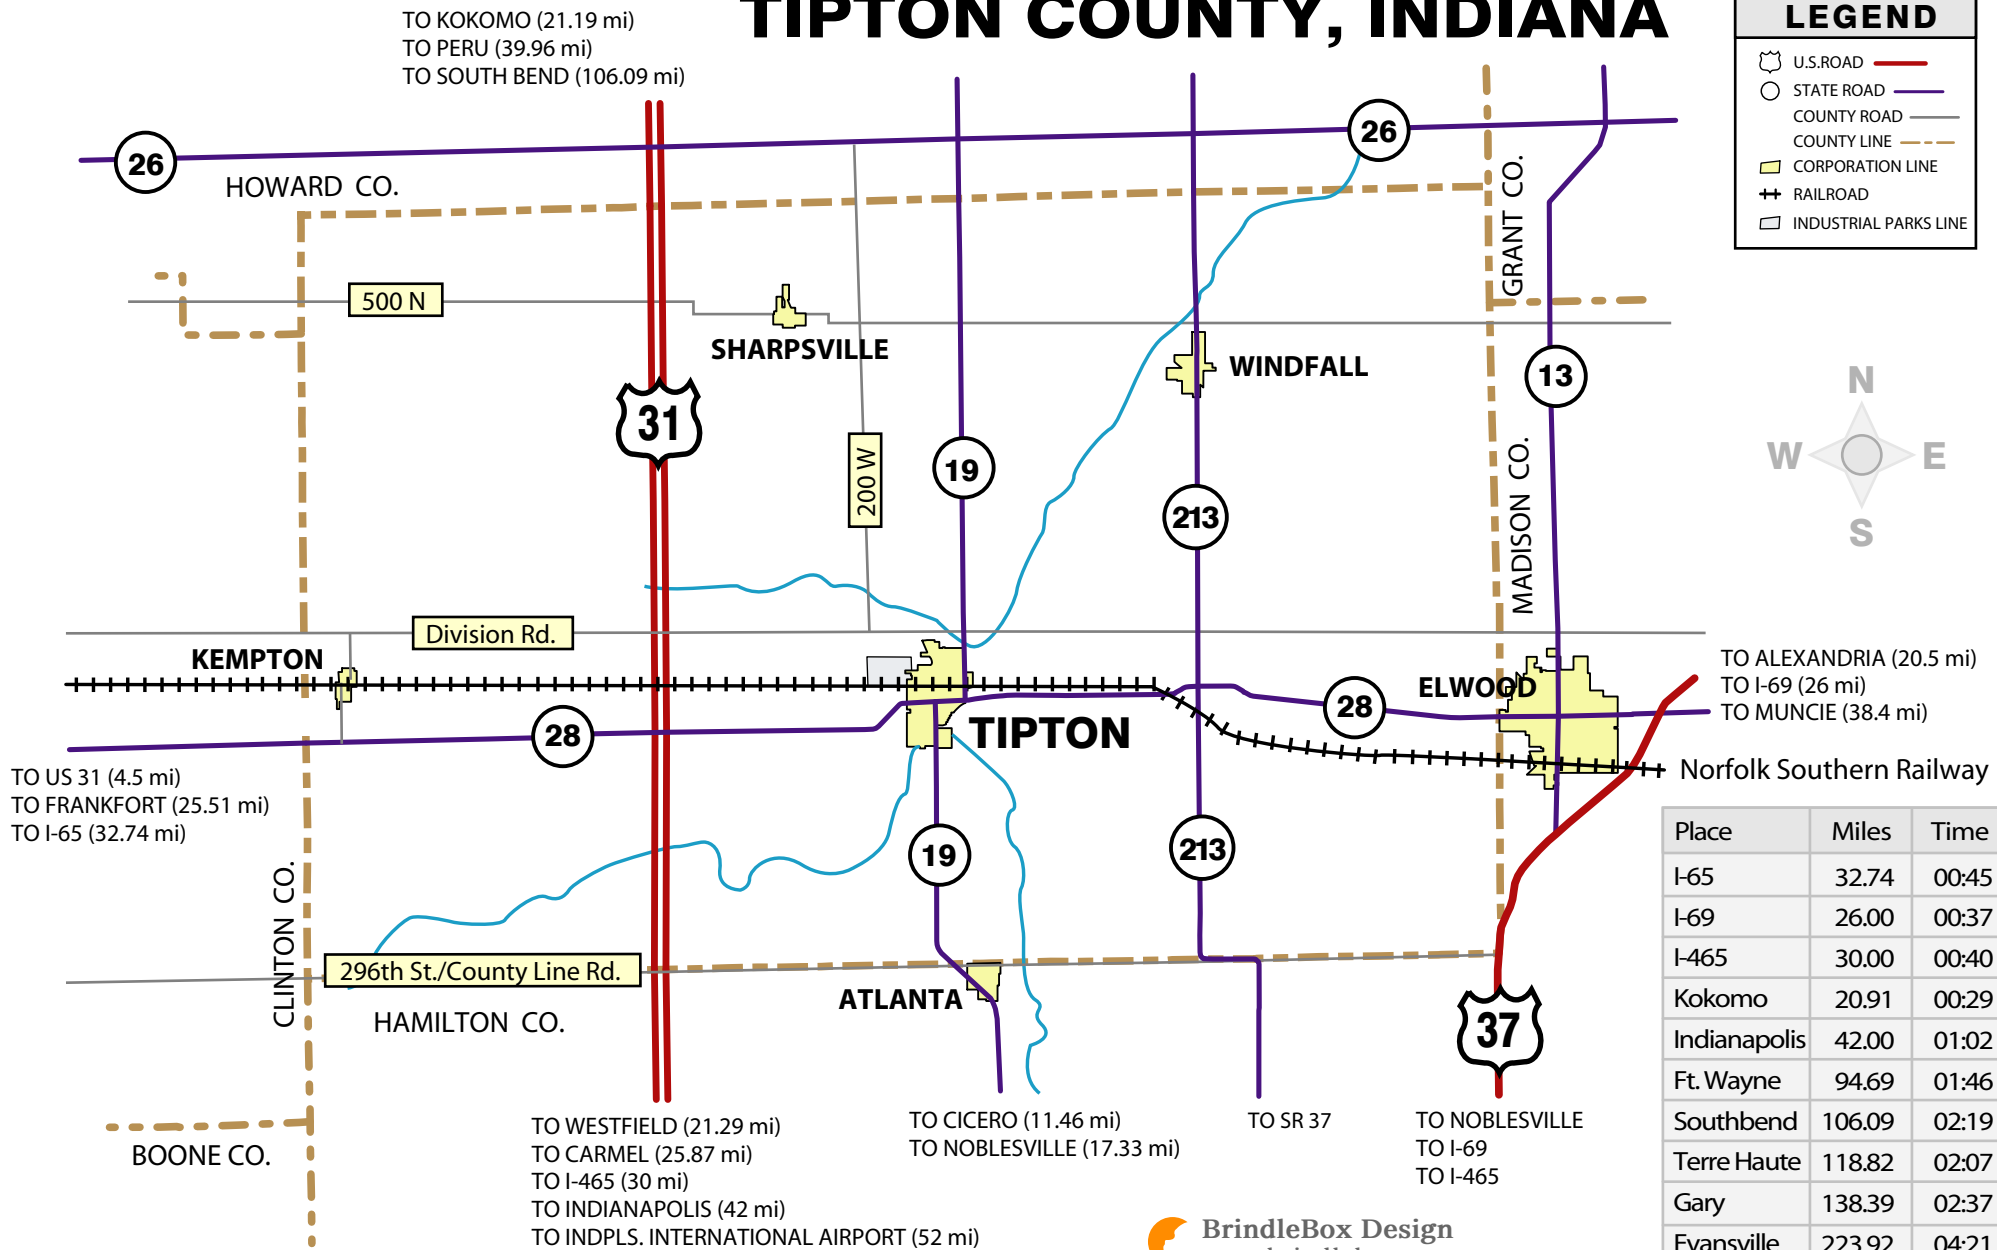 TO KOKOMO (21.19 mi)
TO PERU (39.96 mi)
TO SOUTH BEND (106.09 mi)
TIPTON COUNTY, INDIANA
LEGEND
U.S.ROAD
STATE ROAD
COUNTY ROAD
COUNTY LINE
CORPORATION LINE
RAILROAD
INDUSTRIAL PARKS LINE
26
26
HOWARD CO.
GRANT CO.
500 N
SHARPSVILLE
WINDFALL
13
31
N
W
E
S
200 W
19
213
MADISON CO.
Division Rd.
KEMPTON
ELWOOD
28
28
TIPTON
TO ALEXANDRIA (20.5 mi)
TO I-69 (26 mi)
TO MUNCIE (38.4 mi)
Norfolk Southern Railway
TO US 31 (4.5 mi)
TO FRANKFORT (25.51 mi)
TO I-65 (32.74 mi)
19
213
CLINTON CO.
296th St./County Line Rd.
HAMILTON CO.
ATLANTA
37
BOONE CO.
TO WESTFIELD (21.29 mi)
TO CARMEL (25.87 mi)
TO I-465 (30 mi)
TO INDIANAPOLIS (42 mi)
TO INDPLS. INTERNATIONAL AIRPORT (52 mi)
TO CICERO (11.46 mi)
TO NOBLESVILLE (17.33 mi)
TO SR 37
TO NOBLESVILLE
TO I-69
TO I-465
BrindleBox Design
Place Miles Time
I-65 32.74 00:45
I-69 26.00 00:37
I-465 30.00 00:40
Kokomo 20.91 00:29
Indianapolis 42.00 01:02
Ft. Wayne 94.69 01:46
Southbend 106.09 02:19
Terre Haute 118.82 02:07
Gary 138.39 02:37
Evansville 223.92 04:21